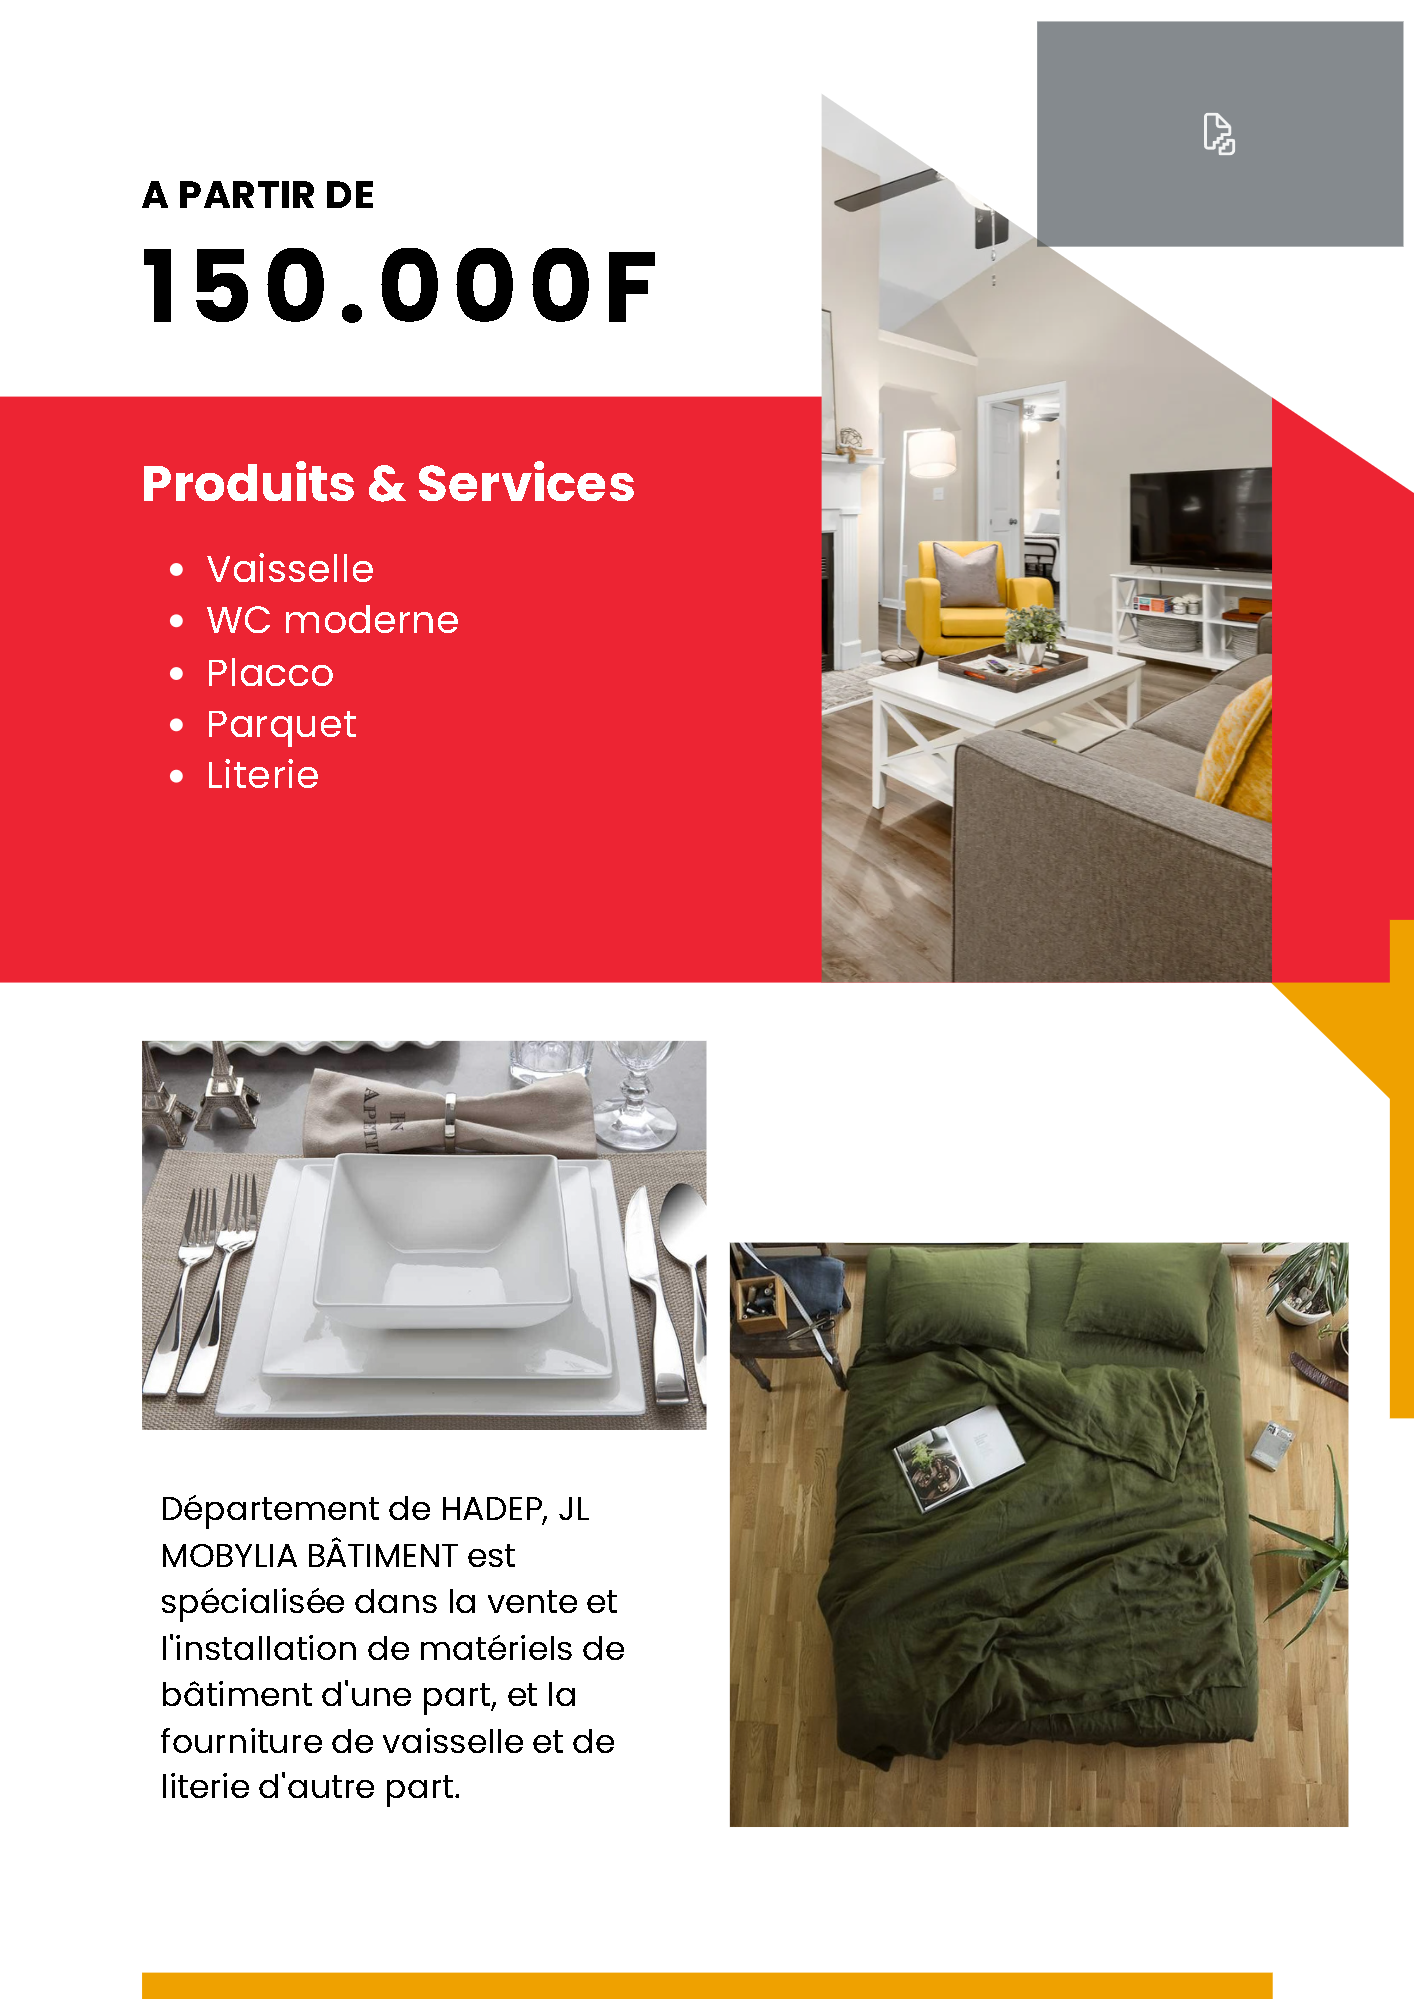 A PARTIR DE
150.000F
Produits & Services
• Vaisselle
• WC moderne
• Placco
• Parquet
• Literie
Département de HADEP, JL
MOBYLIA BÂTIMENT est
spécialisée dans la vente et
l'installation de matériels de
bâtiment d'une part, et la
fourniture de vaisselle et de
literie d'autre part.